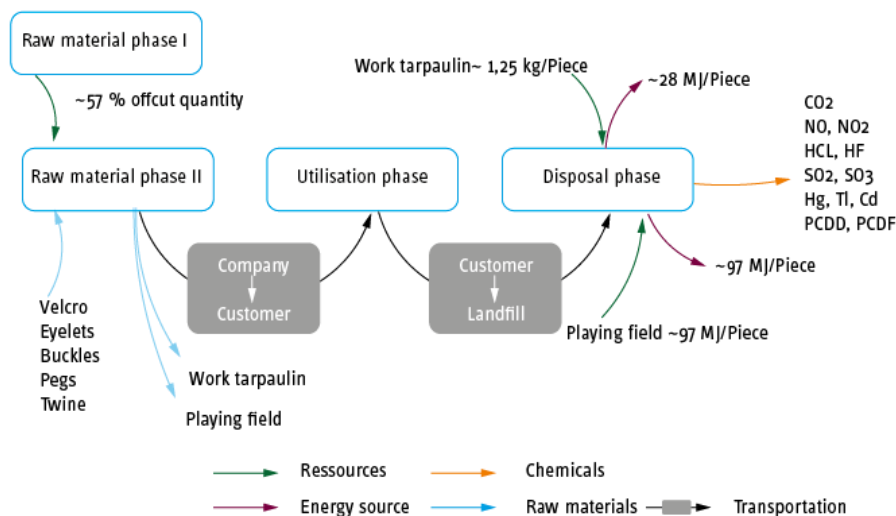 Raw material phase I
~57 % offcut quantity
Raw material phase II
Velcro
Eyelets
Buckles
Pegs
Twine
Work tarpaulin
Playing field
Company
Customer
Utilisation phase
Customer
Landfill
Work tarpaulin~ 1,25 kg/Piece
~28 MJ/Piece
Disposal phase
CO2
NO, NO2
HCL, HF
SO2, SO3
Hg, Tl, Cd
PCDD, PCDF
~97 MJ/Piece
Playing field ~97 MJ/Piece
Ressources
Chemicals
Energy source
Raw materials
Transportation